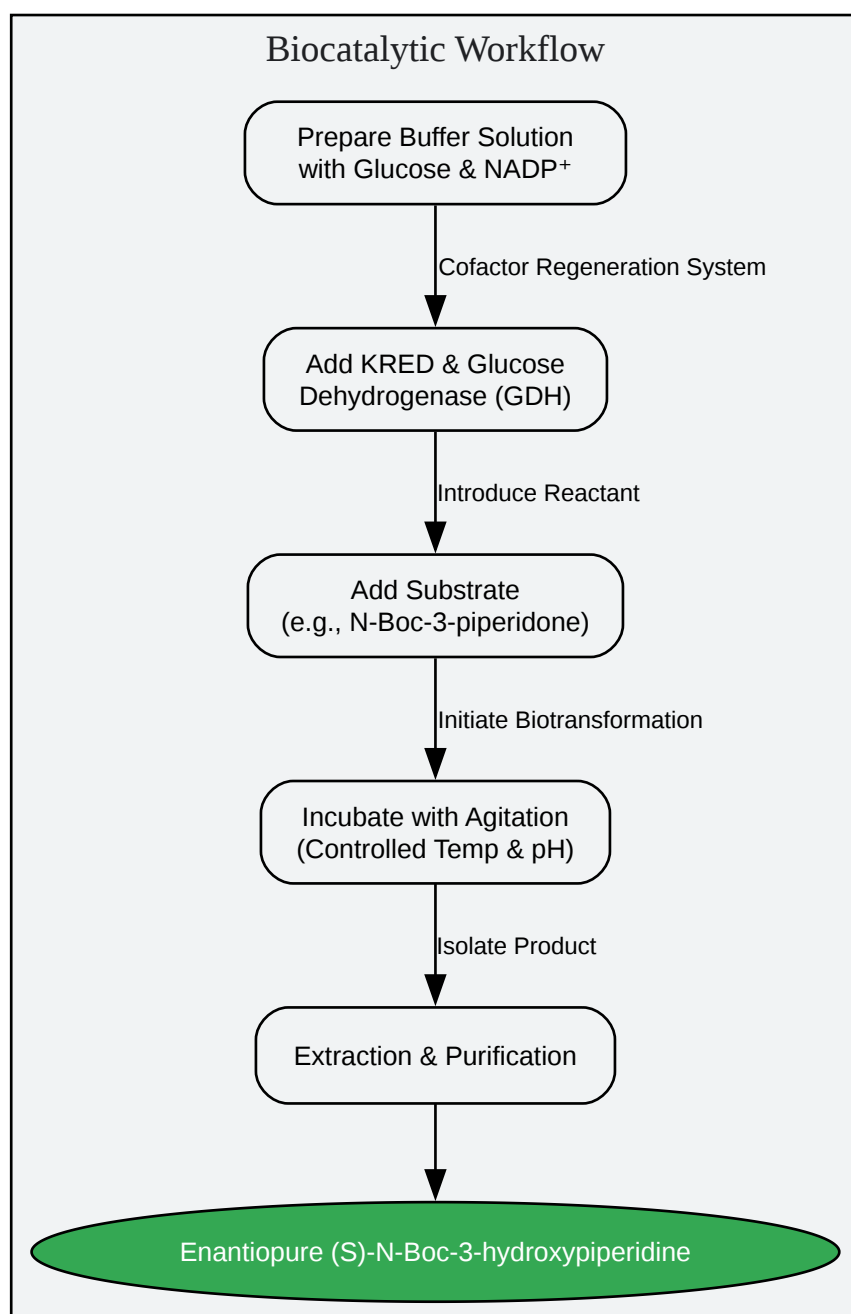 Biocatalytic Workflow
Prepare Buffer Solution
with Glucose & NADP⁺
Cofactor Regeneration System
Add KRED & Glucose
Dehydrogenase (GDH)
Introduce Reactant
Add Substrate
(e.g., N-Boc-3-piperidone)
Initiate Biotransformation
Incubate with Agitation
(Controlled Temp & pH)
Isolate Product
Extraction & Purification
Enantiopure (S)-N-Boc-3-hydroxypiperidine